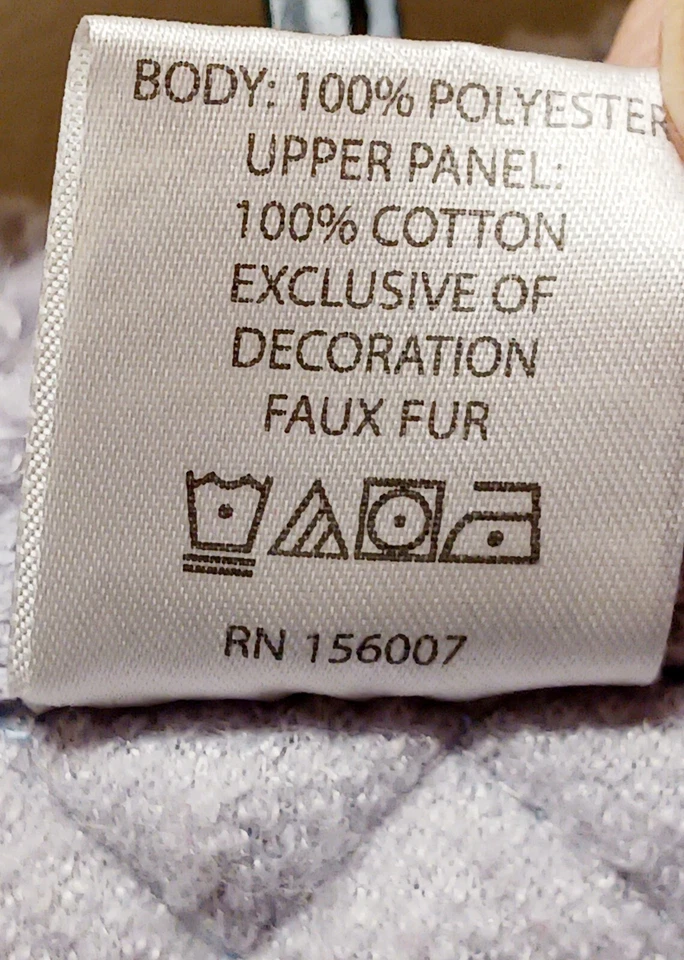 BODY: 100% POLYESTER
UPPER PANEL:
100% COTTON
EXCLUSIVE OF
DECORATION
FAUX FUR
RN 156007